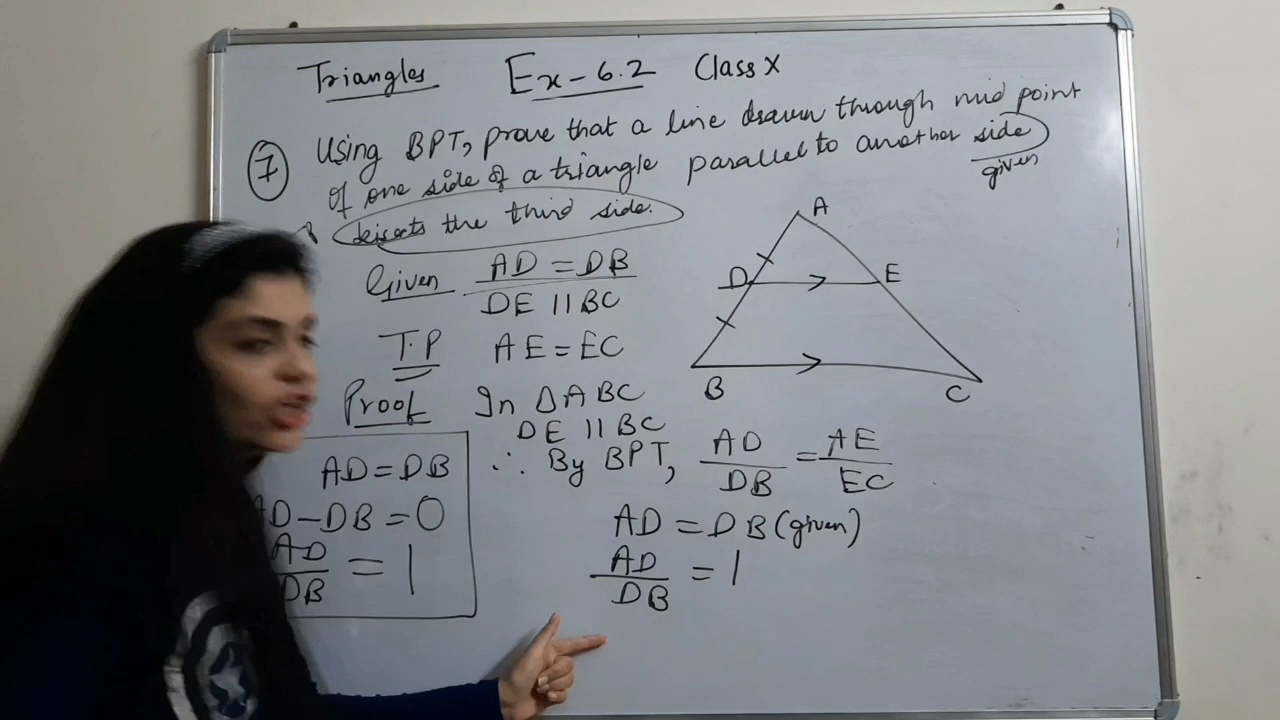 Triangles Ex-6.2 Class X
7 Using BPT, prove that a line drawn through mid point
of one side of a triangle parallel to another side
given
bisects the third side.
Given AD = DB
DE || BC
T.P AE = EC
Proof In △ABC
DE || BC
∴ By BPT, AD/DB = AE/EC
AD = DB (given)
AD/DB = 1
AD = DB
AD - DB = 0
AD/DB = 1
A
D E
B C